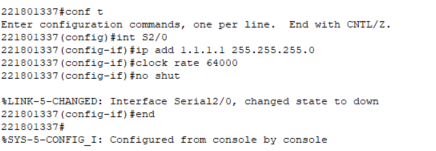 221801337#conf t
Enter configuration commands, one per line.  End with CNTL/Z.
221801337(config)#int S2/0
221801337(config-if)#ip add 1.1.1.1 255.255.255.0
221801337(config-if)#clock rate 64000
221801337(config-if)#no shut
%LINK-5-CHANGED: Interface Serial2/0, changed state to down
221801337(config-if)#end
221801337#
%SYS-5-CONFIG_I: Configured from console by console